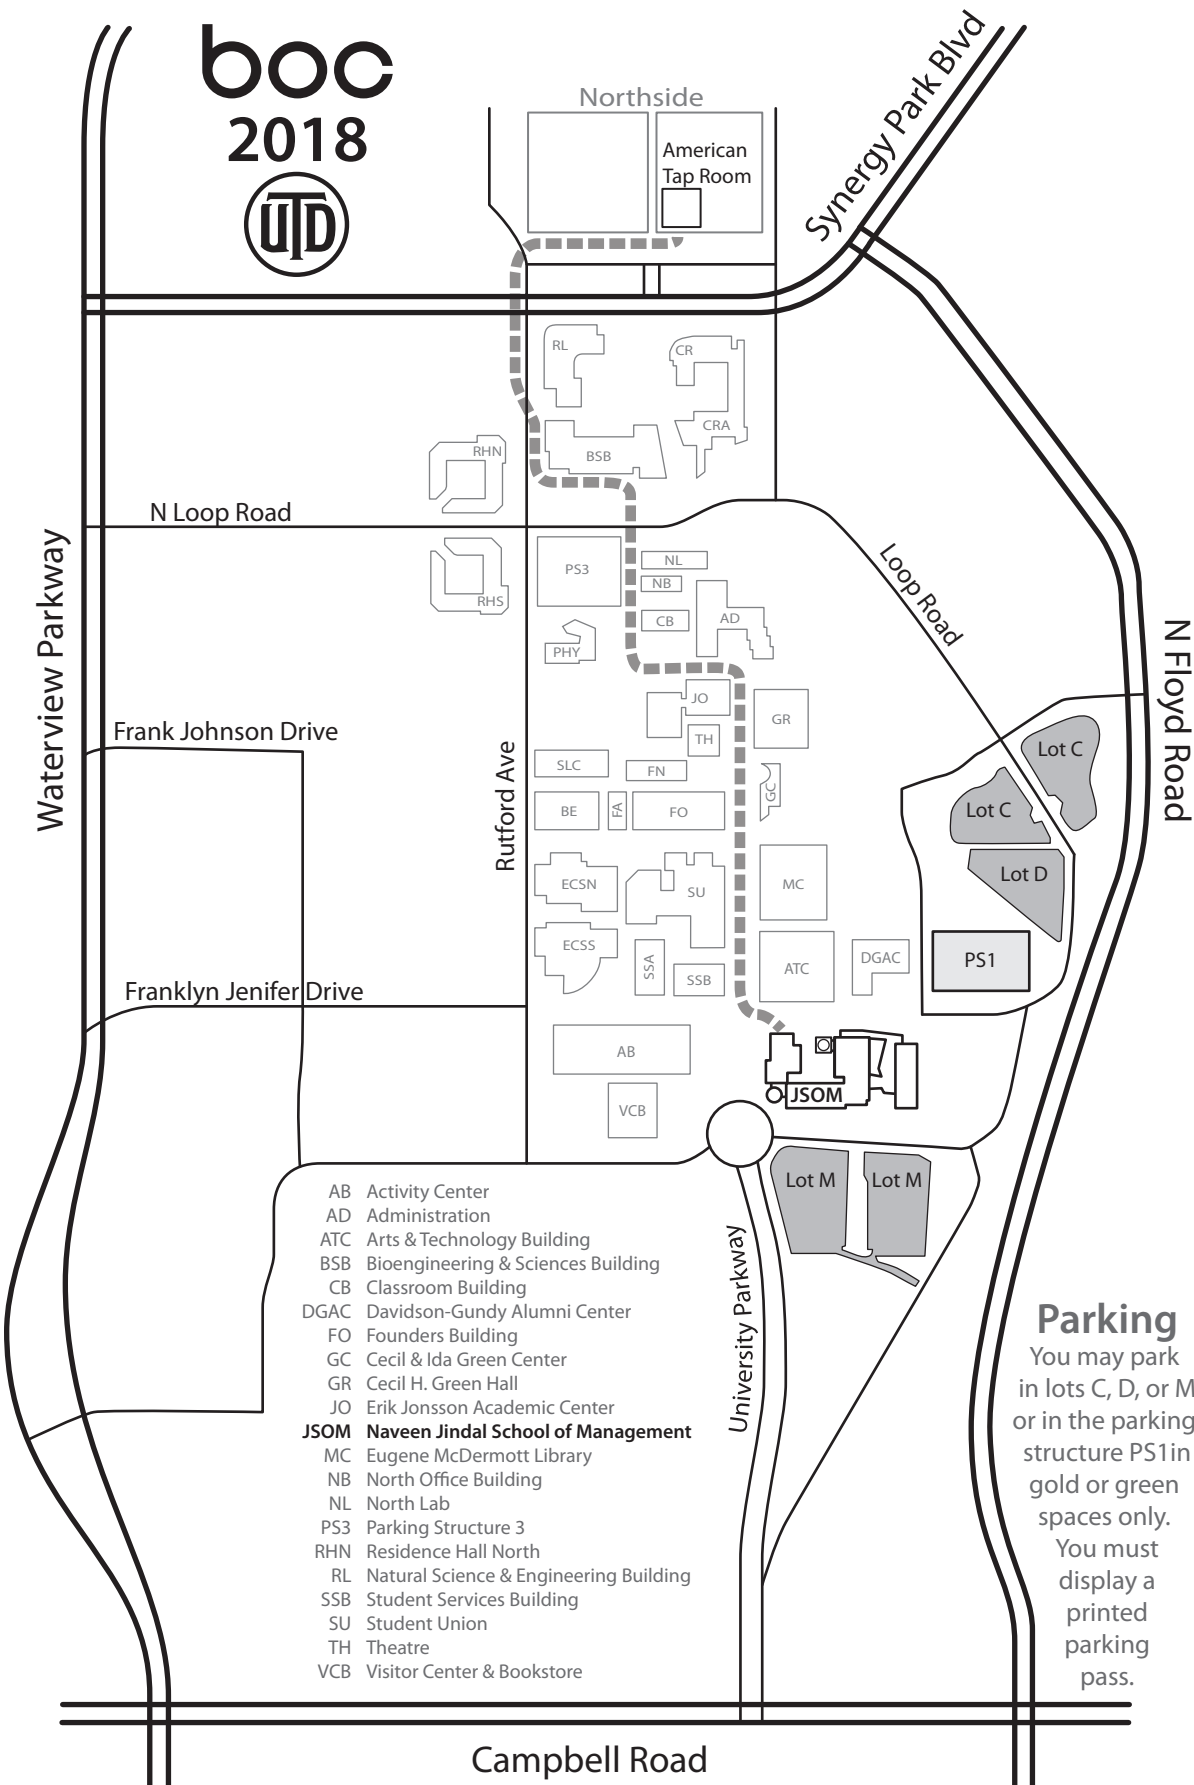 boc
2018
UTD
Northside
American
Tap Room
Synergy Park Blvd
RL
CR
CRA
BSB
RHN
N Loop Road
RHS
PS3
NL
NB
CB
AD
PHY
Loop Road
Waterview Parkway
N Floyd Road
Frank Johnson Drive
Rutford Ave
JO
GR
TH
SLC
FN
GC
BE
FA
FO
Lot C
Lot C
Lot D
ECSN
SU
MC
ECSS
SSA
SSB
ATC
DGAC
PS1
Franklyn Jenifer Drive
AB
VCB
JSOM
Lot M
Lot M
University Parkway
AB Activity Center
AD Administration
ATC Arts & Technology Building
BSB Bioengineering & Sciences Building
CB Classroom Building
DGAC Davidson-Gundy Alumni Center
FO Founders Building
GC Cecil & Ida Green Center
GR Cecil H. Green Hall
JO Erik Jonsson Academic Center
JSOM Naveen Jindal School of Management
MC Eugene McDermott Library
NB North Office Building
NL North Lab
PS3 Parking Structure 3
RHN Residence Hall North
RL Natural Science & Engineering Building
SSB Student Services Building
SU Student Union
TH Theatre
VCB Visitor Center & Bookstore
Parking
You may park
in lots C, D, or M
or in the parking
structure PS1in
gold or green
spaces only.
You must
display a
printed
parking
pass.
Campbell Road